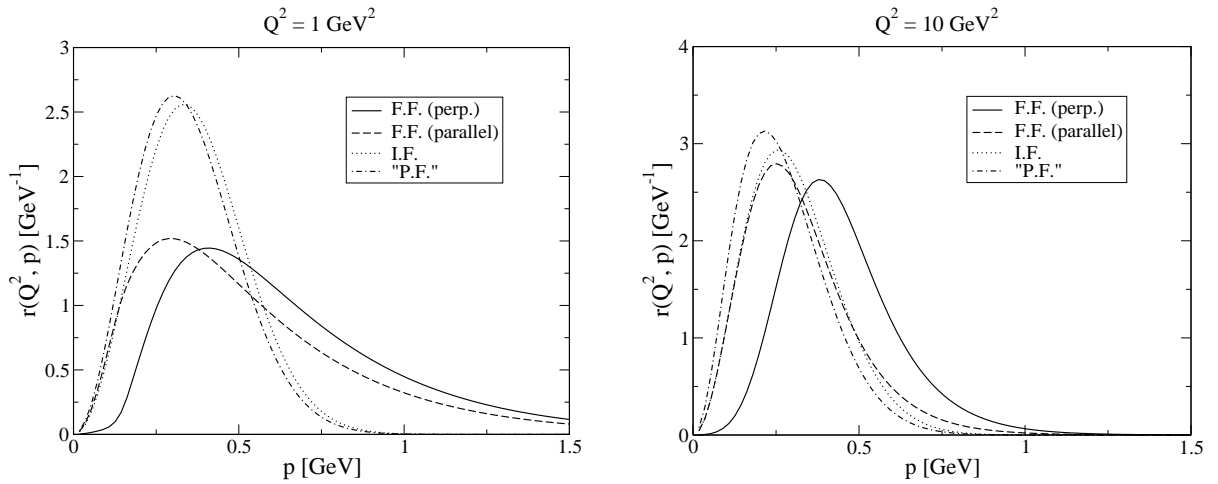 Q² = 1 GeV²
3
2.5
2
1.5
1
0.5
0
r(Q², p) [GeV⁻¹]
F.F. (perp.)
F.F. (parallel)
I.F.
"P.F."
0
0.5
1
1.5
p [GeV]
Q² = 10 GeV²
4
3
2
1
0
r(Q², p) [GeV⁻¹]
F.F. (perp.)
F.F. (parallel)
I.F.
"P.F."
0
0.5
1
1.5
p [GeV]